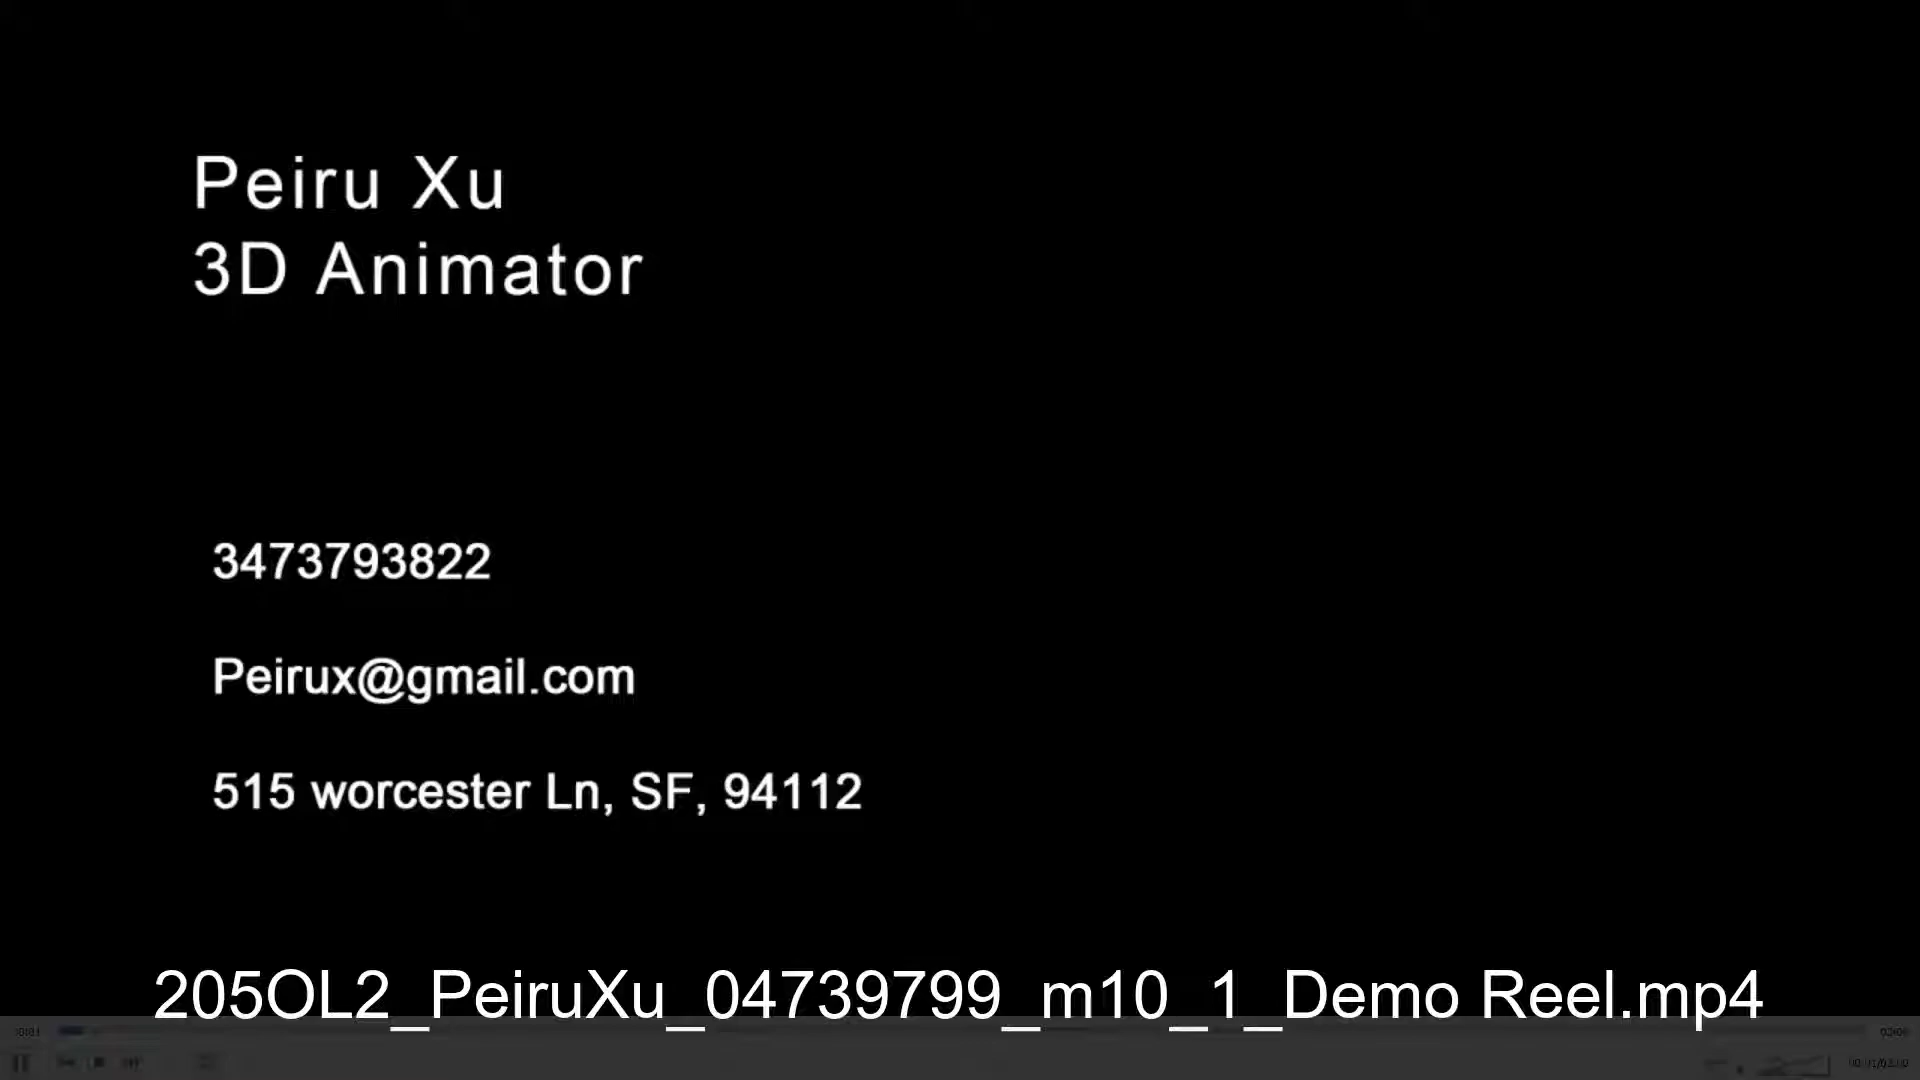 Peiru Xu
3D Animator
3473793822
Peirux@gmail.com
515 worcester Ln, SF, 94112
205OL2_PeiruXu_04739799_m10_1_Demo Reel.mp4